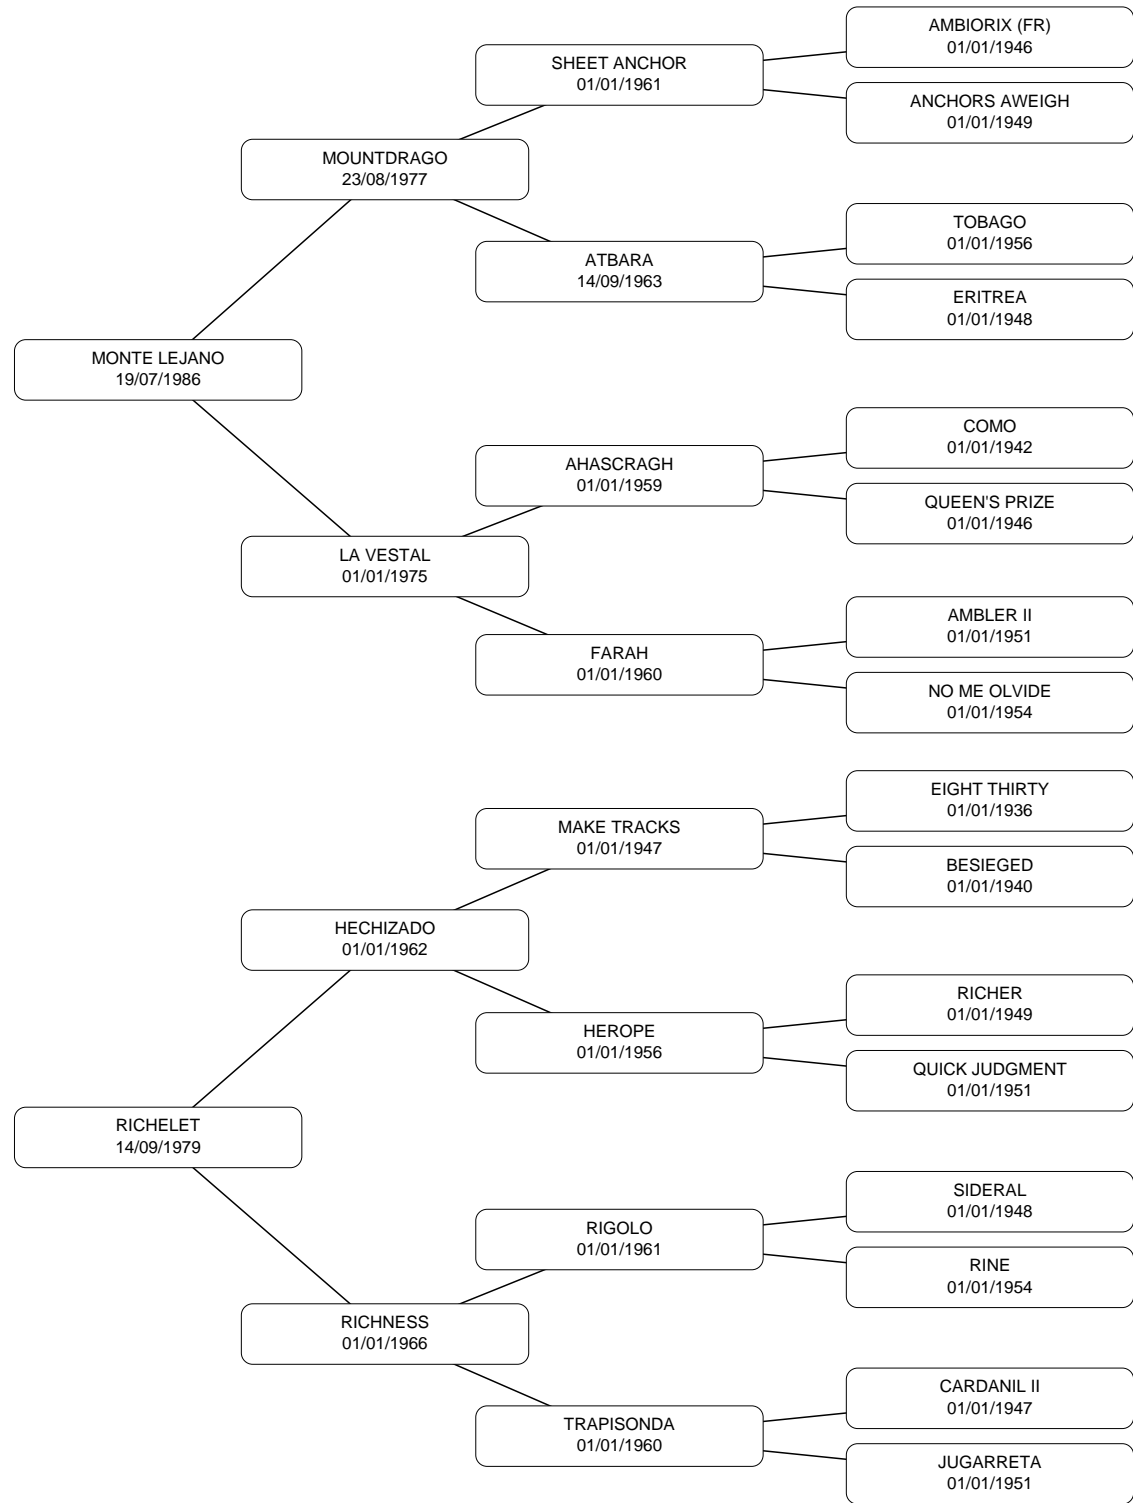 AMBIORIX (FR)
01/01/1946
SHEET ANCHOR
01/01/1961
ANCHORS AWEIGH
01/01/1949
MOUNTDRAGO
23/08/1977
TOBAGO
01/01/1956
ATBARA
14/09/1963
ERITREA
01/01/1948
MONTE LEJANO
19/07/1986
COMO
01/01/1942
AHASCRAGH
01/01/1959
QUEEN'S PRIZE
01/01/1946
LA VESTAL
01/01/1975
AMBLER II
01/01/1951
FARAH
01/01/1960
NO ME OLVIDE
01/01/1954
EIGHT THIRTY
01/01/1936
MAKE TRACKS
01/01/1947
BESIEGED
01/01/1940
HECHIZADO
01/01/1962
RICHER
01/01/1949
HEROPE
01/01/1956
QUICK JUDGMENT
01/01/1951
RICHELET
14/09/1979
SIDERAL
01/01/1948
RIGOLO
01/01/1961
RINE
01/01/1954
RICHNESS
01/01/1966
CARDANIL II
01/01/1947
TRAPISONDA
01/01/1960
JUGARRETA
01/01/1951